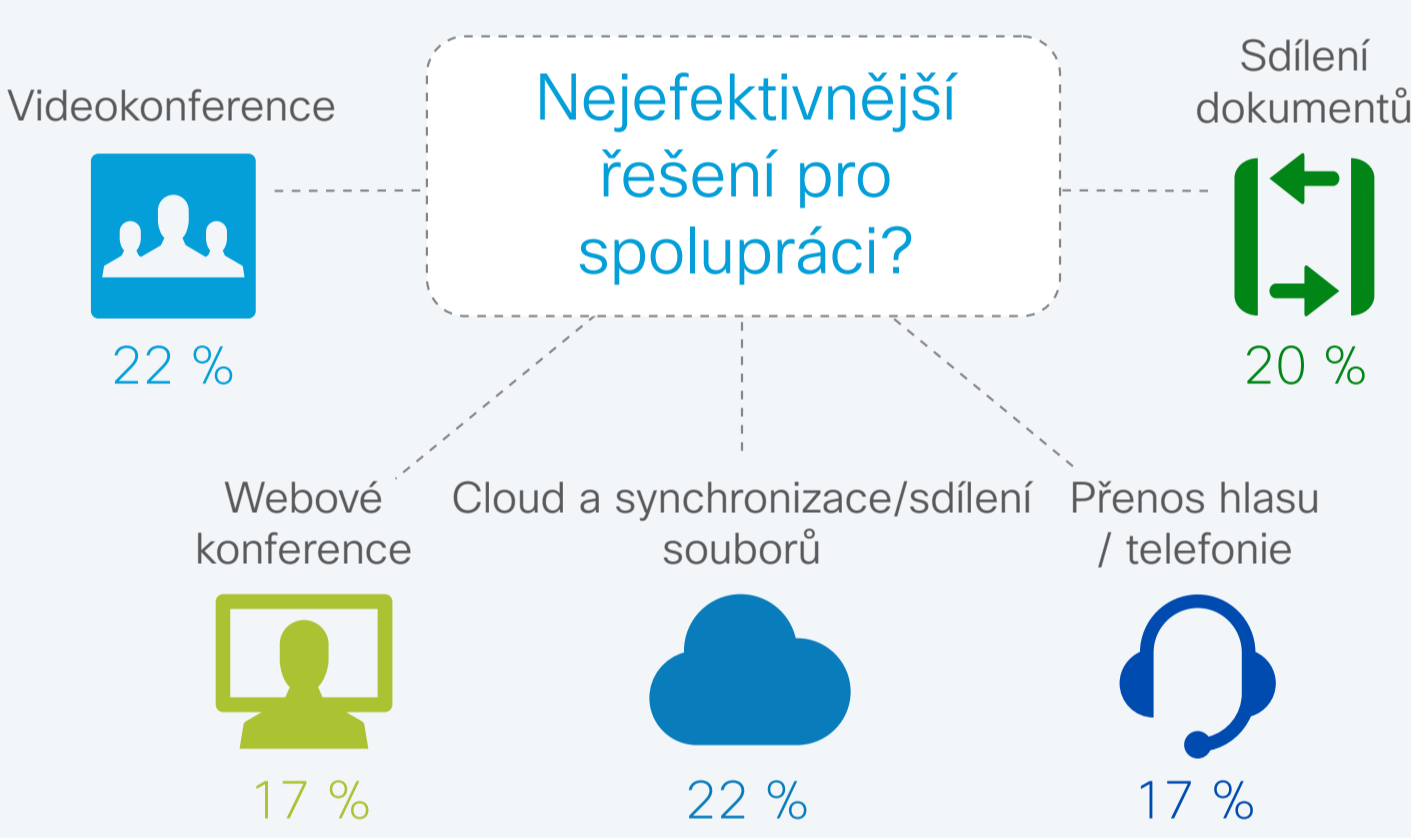 Nejefektivnější
řešení pro
spolupráci?
Videokonference
22 %
Sdílení
dokumentů
20 %
Webové
konference
17 %
Cloud a synchronizace/sdílení
souborů
22 %
Přenos hlasu
/ telefonie
17 %